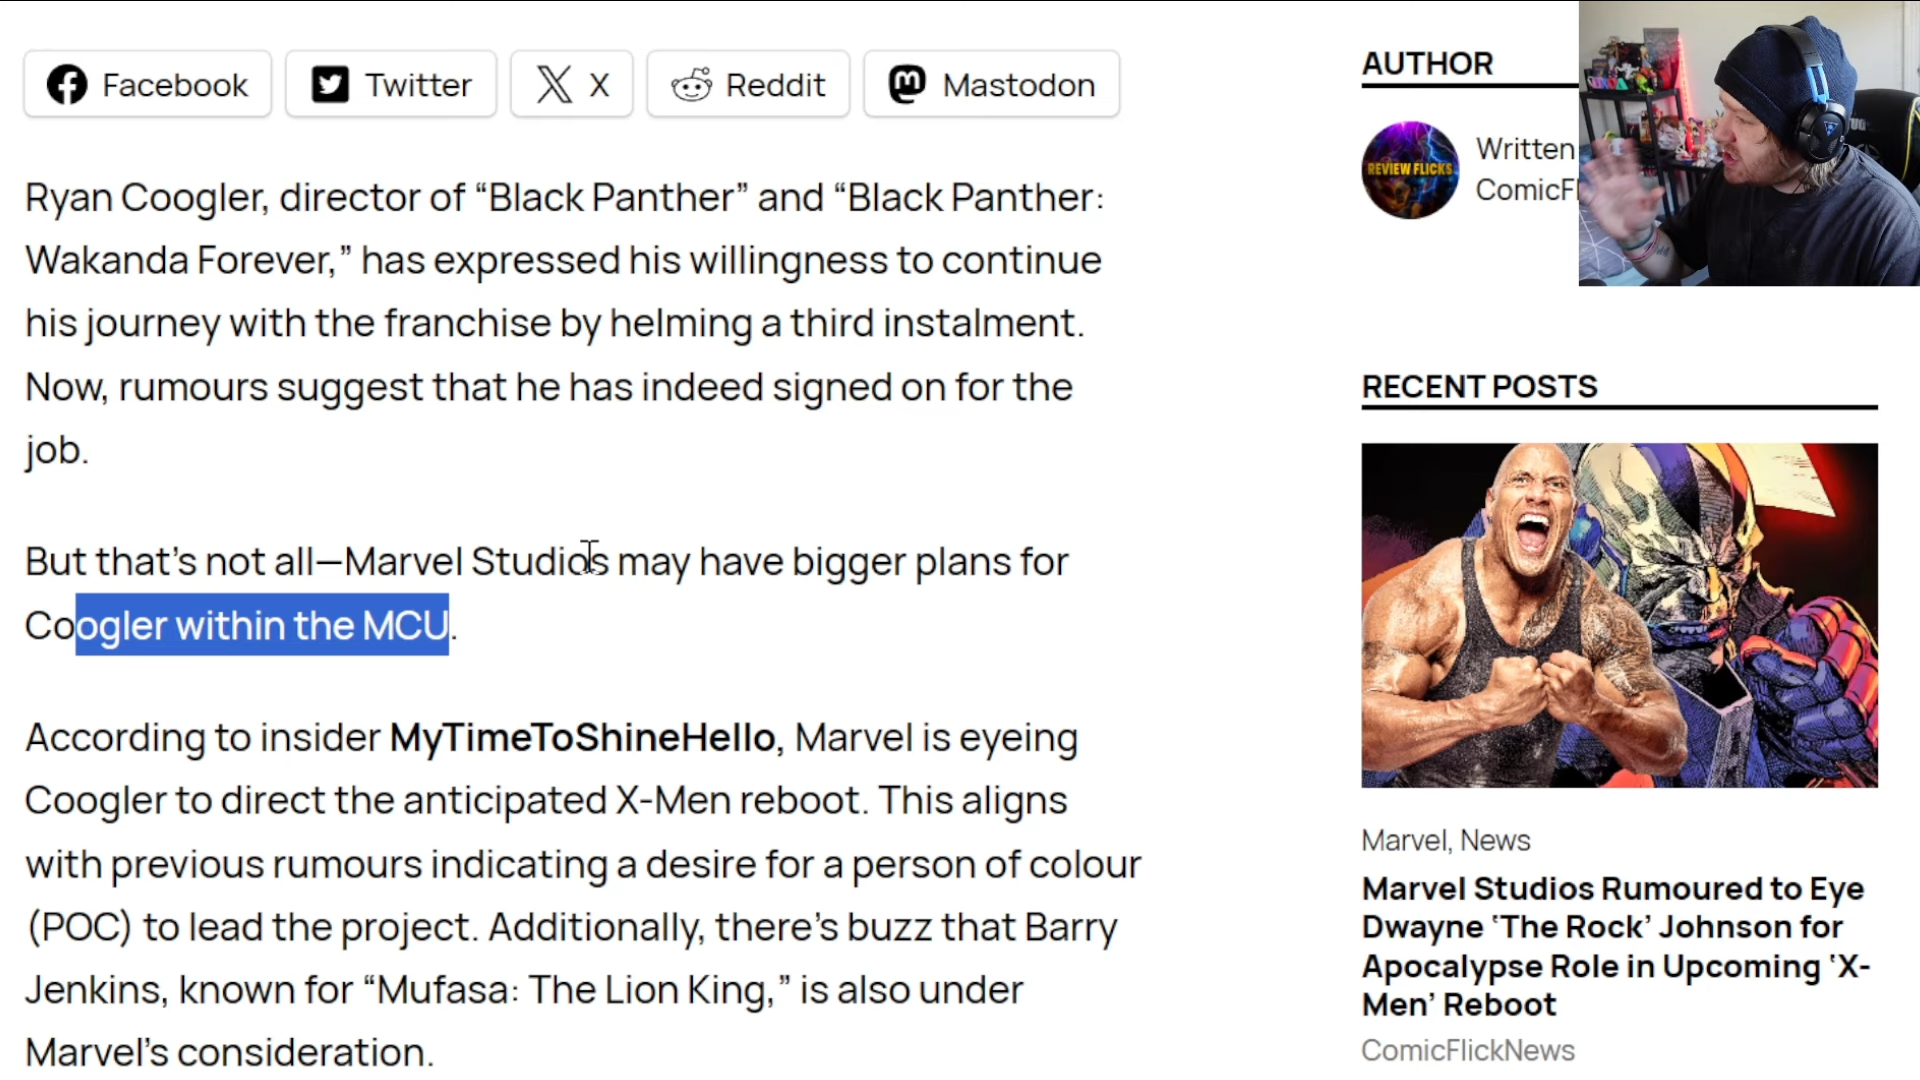 Facebook
Twitter
X
Reddit
Mastodon
Ryan Coogler, director of “Black Panther” and “Black Panther:
Wakanda Forever,” has expressed his willingness to continue
his journey with the franchise by helming a third instalment.
Now, rumours suggest that he has indeed signed on for the
job.
But that’s not all—Marvel Studios may have bigger plans for
Coogler within the MCU.
According to insider MyTimeToShineHello, Marvel is eyeing
Coogler to direct the anticipated X-Men reboot. This aligns
with previous rumours indicating a desire for a person of colour
(POC) to lead the project. Additionally, there’s buzz that Barry
Jenkins, known for “Mufasa: The Lion King,” is also under
Marvel’s consideration.
AUTHOR
REVIEW FLICKS
Written
ComicFl
RECENT POSTS
Marvel, News
Marvel Studios Rumoured to Eye
Dwayne ‘The Rock’ Johnson for
Apocalypse Role in Upcoming ‘X-
Men’ Reboot
ComicFlickNews